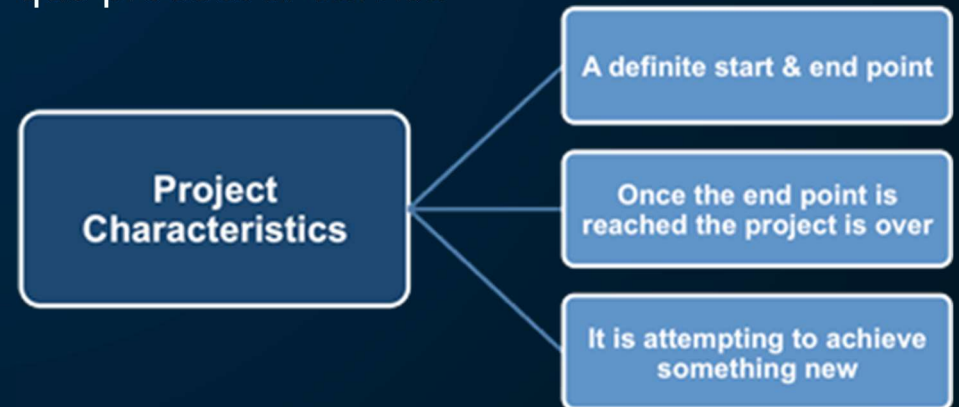 Project
Characteristics
A definite start & end point
Once the end point is
reached the project is over
It is attempting to achieve
something new